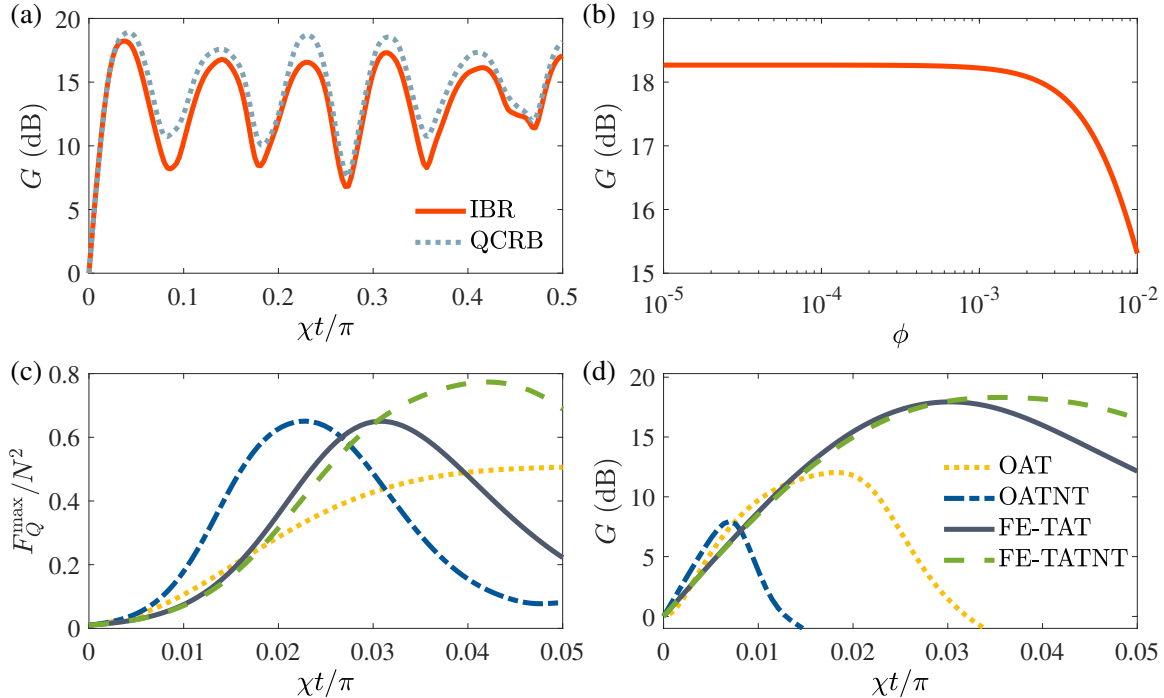 (a)
20
15
10
5
0
G (dB)
IBR
QCRB
0 0.1 0.2 0.3 0.4 0.5
χt/π
(b)
19
18
17
16
15
G (dB)
10^-5 10^-4 10^-3 10^-2
ϕ
(c)
0.8
0.6
0.4
0.2
0
F_Q^max/N^2
0 0.01 0.02 0.03 0.04 0.05
χt/π
(d)
20
15
10
5
0
G (dB)
OAT
OATNT
FE-TAT
FE-TATNT
0 0.01 0.02 0.03 0.04 0.05
χt/π